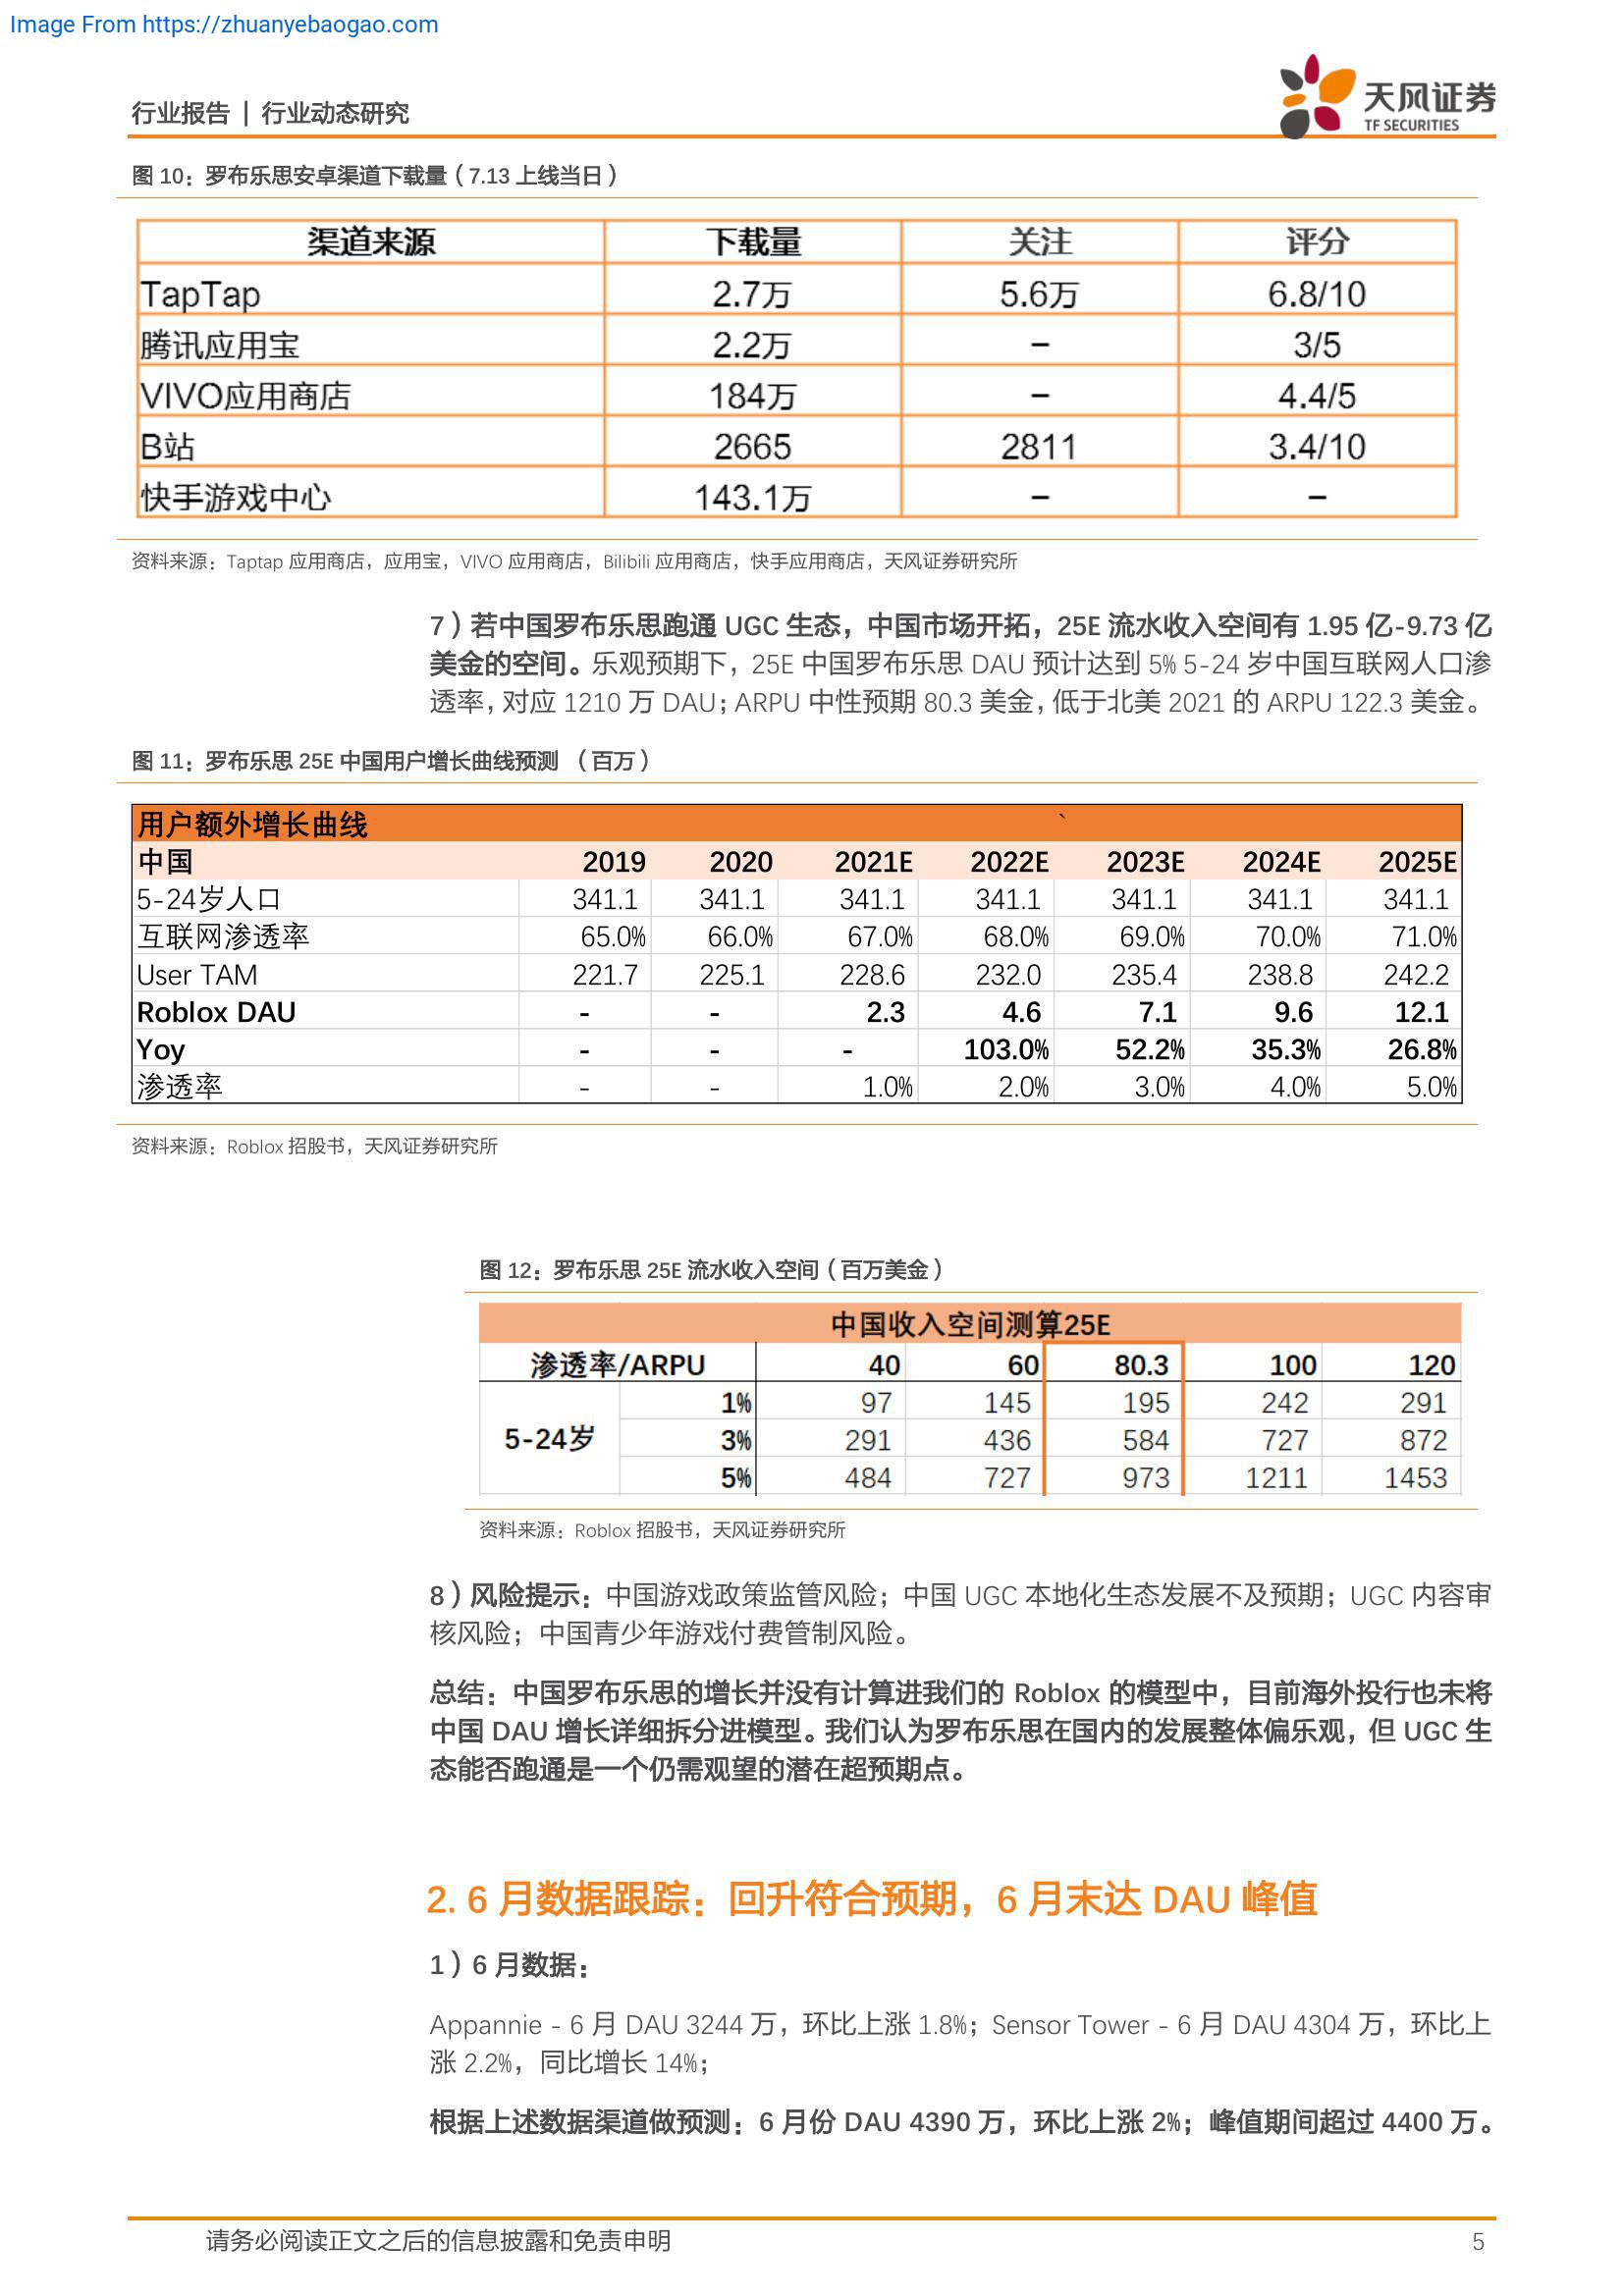 Image From https://zhuanyebaogao.com
行业报告 | 行业动态研究
天风证券
TF SECURITIES
图 10：罗布乐思安卓渠道下载量（7.13 上线当日）
渠道来源 下载量 关注 评分
TapTap 2.7万 5.6万 6.8/10
腾讯应用宝 2.2万 – 3/5
VIVO应用商店 184万 – 4.4/5
B站 2665 2811 3.4/10
快手游戏中心 143.1万 – –
资料来源：Taptap 应用商店，应用宝，VIVO 应用商店，Bilibili 应用商店，快手应用商店，天风证券研究所
7）若中国罗布乐思跑通 UGC 生态，中国市场开拓，25E 流水收入空间有 1.95 亿-9.73 亿
美金的空间。乐观预期下，25E 中国罗布乐思 DAU 预计达到 5% 5-24 岁中国互联网人口渗
透率，对应 1210 万 DAU；ARPU 中性预期 80.3 美金，低于北美 2021 的 ARPU 122.3 美金。
图 11：罗布乐思 25E 中国用户增长曲线预测 （百万）
用户额外增长曲线 `
中国 2019 2020 2021E 2022E 2023E 2024E 2025E
5-24岁人口 341.1 341.1 341.1 341.1 341.1 341.1 341.1
互联网渗透率 65.0% 66.0% 67.0% 68.0% 69.0% 70.0% 71.0%
User TAM 221.7 225.1 228.6 232.0 235.4 238.8 242.2
Roblox DAU - - 2.3 4.6 7.1 9.6 12.1
Yoy - - - 103.0% 52.2% 35.3% 26.8%
渗透率 - - 1.0% 2.0% 3.0% 4.0% 5.0%
资料来源：Roblox 招股书，天风证券研究所
图 12：罗布乐思 25E 流水收入空间（百万美金）
中国收入空间测算25E
渗透率/ARPU 40 60 80.3 100 120
1% 97 145 195 242 291
5-24岁 3% 291 436 584 727 872
5% 484 727 973 1211 1453
资料来源：Roblox 招股书，天风证券研究所
8）风险提示：中国游戏政策监管风险；中国 UGC 本地化生态发展不及预期；UGC 内容审
核风险；中国青少年游戏付费管制风险。
总结：中国罗布乐思的增长并没有计算进我们的 Roblox 的模型中，目前海外投行也未将
中国 DAU 增长详细拆分进模型。我们认为罗布乐思在国内的发展整体偏乐观，但 UGC 生
态能否跑通是一个仍需观望的潜在超预期点。
2. 6 月数据跟踪：回升符合预期，6 月末达 DAU 峰值
1）6 月数据：
Appannie - 6 月 DAU 3244 万，环比上涨 1.8%；Sensor Tower - 6 月 DAU 4304 万，环比上
涨 2.2%，同比增长 14%；
根据上述数据渠道做预测：6 月份 DAU 4390 万，环比上涨 2%；峰值期间超过 4400 万。
请务必阅读正文之后的信息披露和免责申明 5